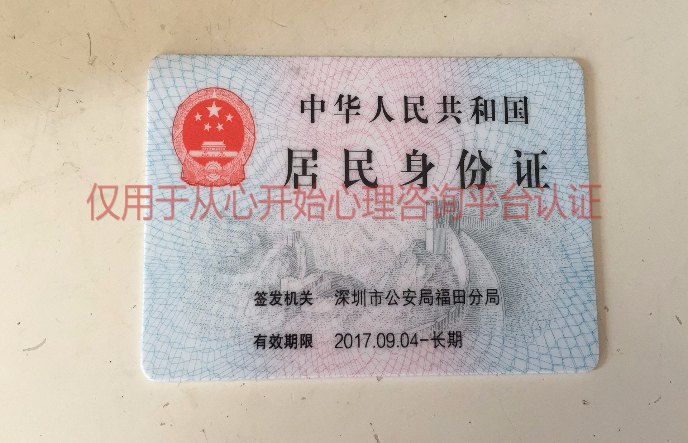 中华人民共和国
居民身份证
仅用于从心开始心理咨询平台认证
签发机关 深圳市公安局福田分局
有效期限 2017.09.04-长期